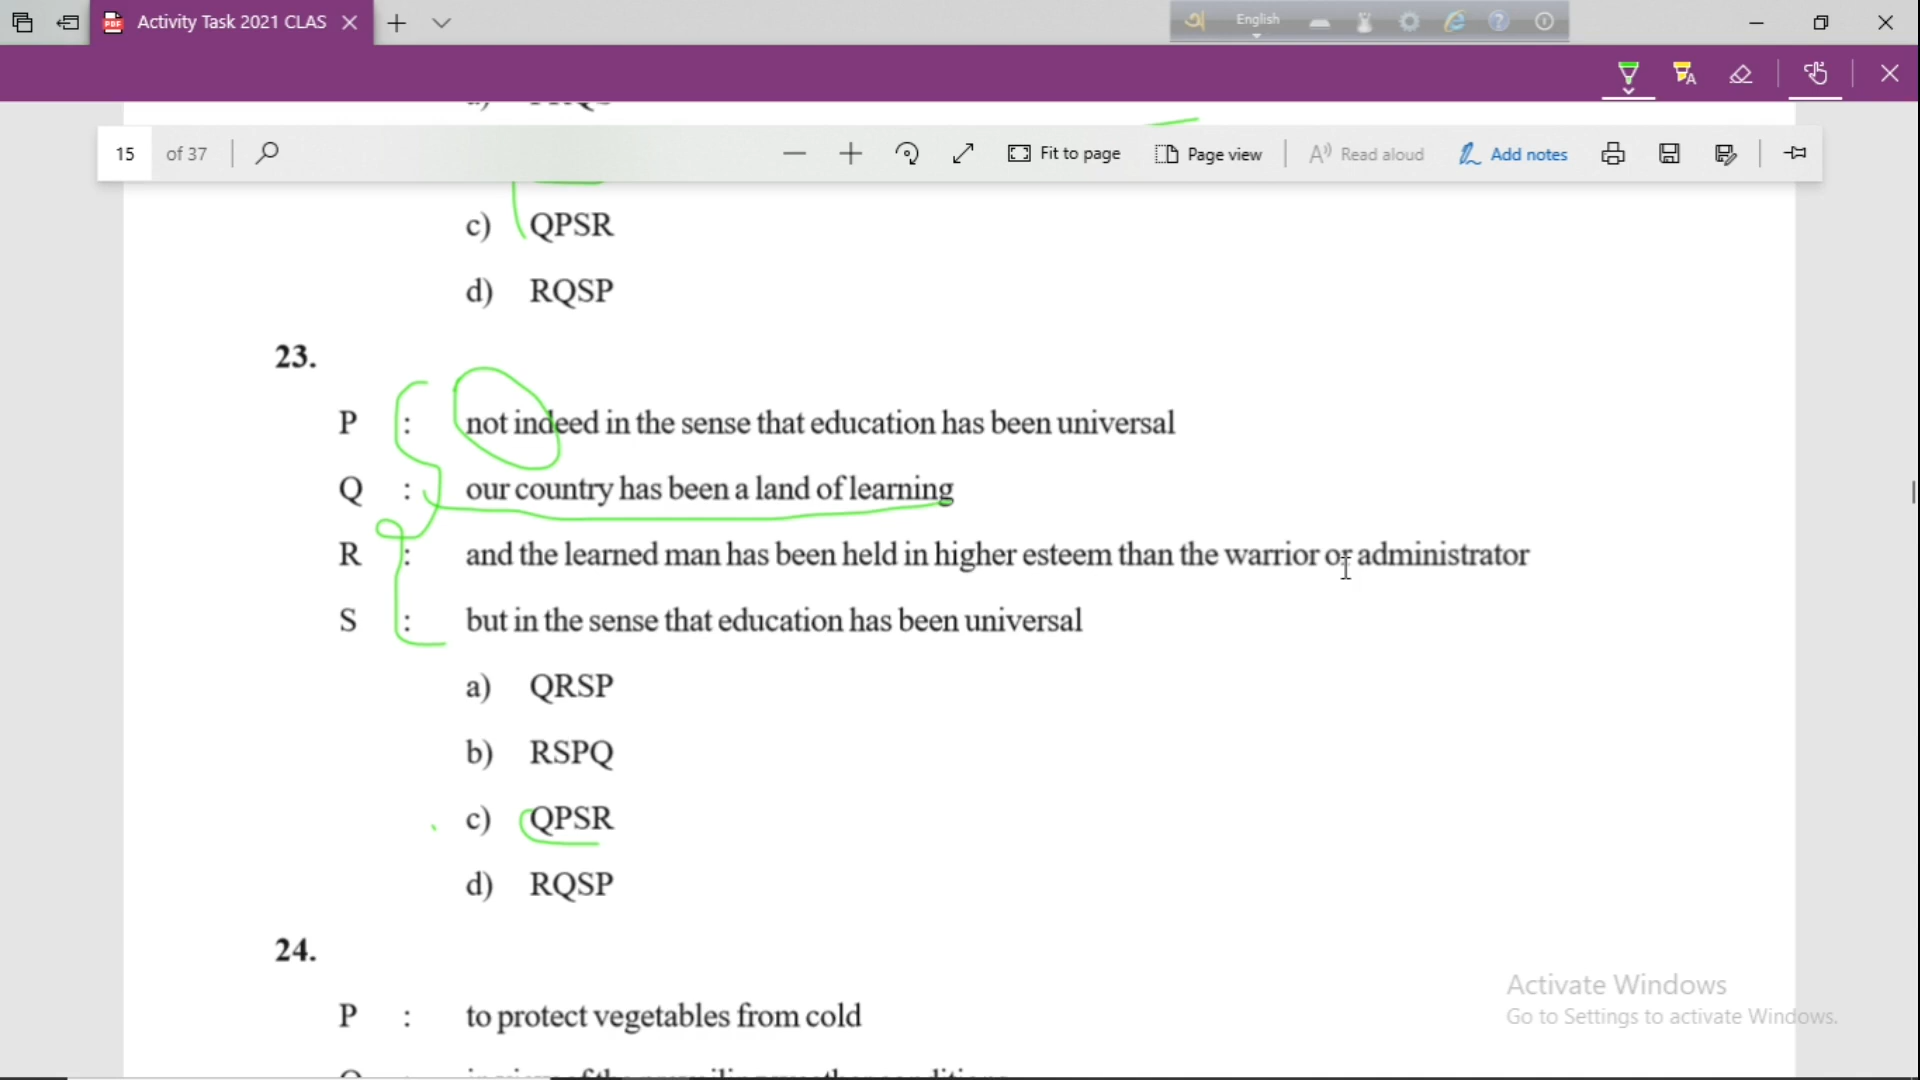 Activity Task 2021 CLAS
English
15 of 37
Fit to page
Page view
Read aloud
Add notes
c) QPSR
d) RQSP
23.
P : not indeed in the sense that education has been universal
Q : our country has been a land of learning
R : and the learned man has been held in higher esteem than the warrior or administrator
S : but in the sense that education has been universal
a) QRSP
b) RSPQ
c) QPSR
d) RQSP
24.
P : to protect vegetables from cold
Activate Windows
Go to Settings to activate Windows.